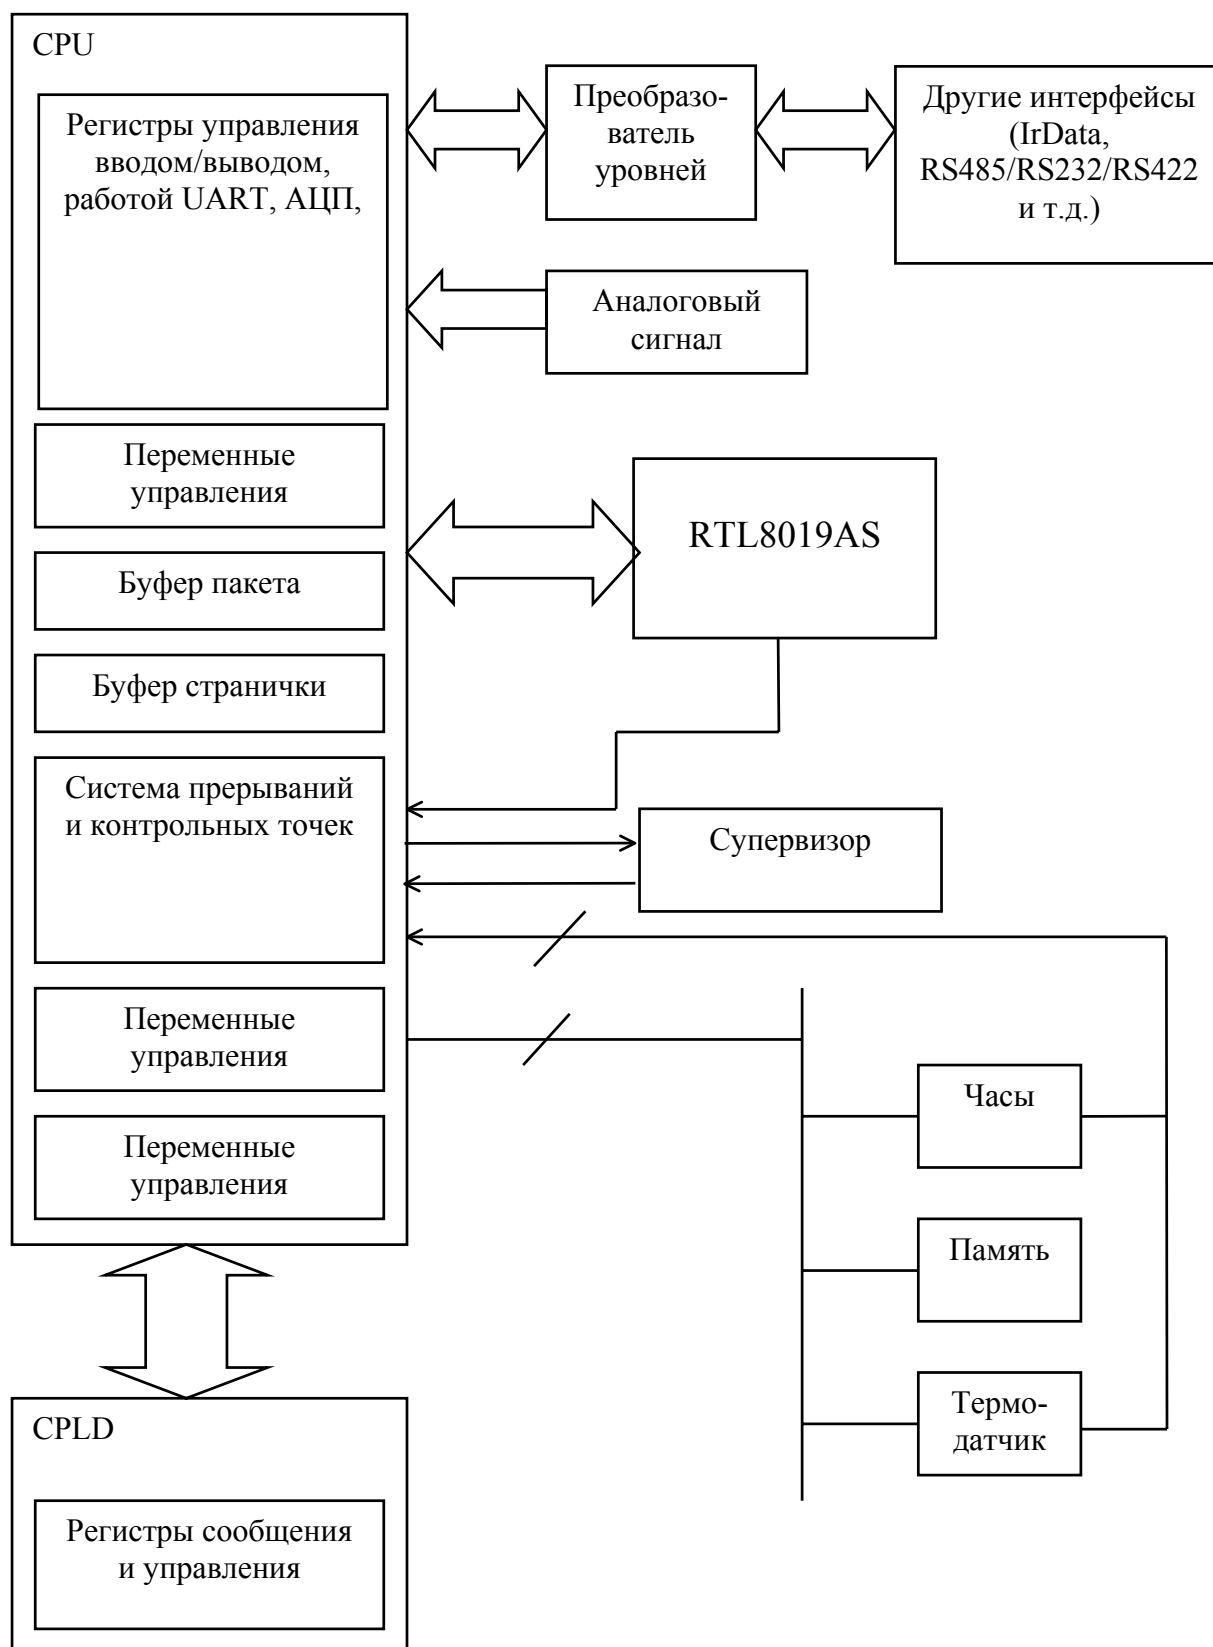 CPU
Регистры управления
вводом/выводом,
работой UART, АЦП,
Преобразо-
ватель
уровней
Другие интерфейсы
(IrData,
RS485/RS232/RS422
и т.д.)
Аналоговый
сигнал
Переменные
управления
RTL8019AS
Буфер пакета
Буфер странички
Система прерываний
и контрольных точек
Супервизор
Переменные
управления
Часы
Переменные
управления
Память
Термо-
датчик
CPLD
Регистры сообщения
и управления